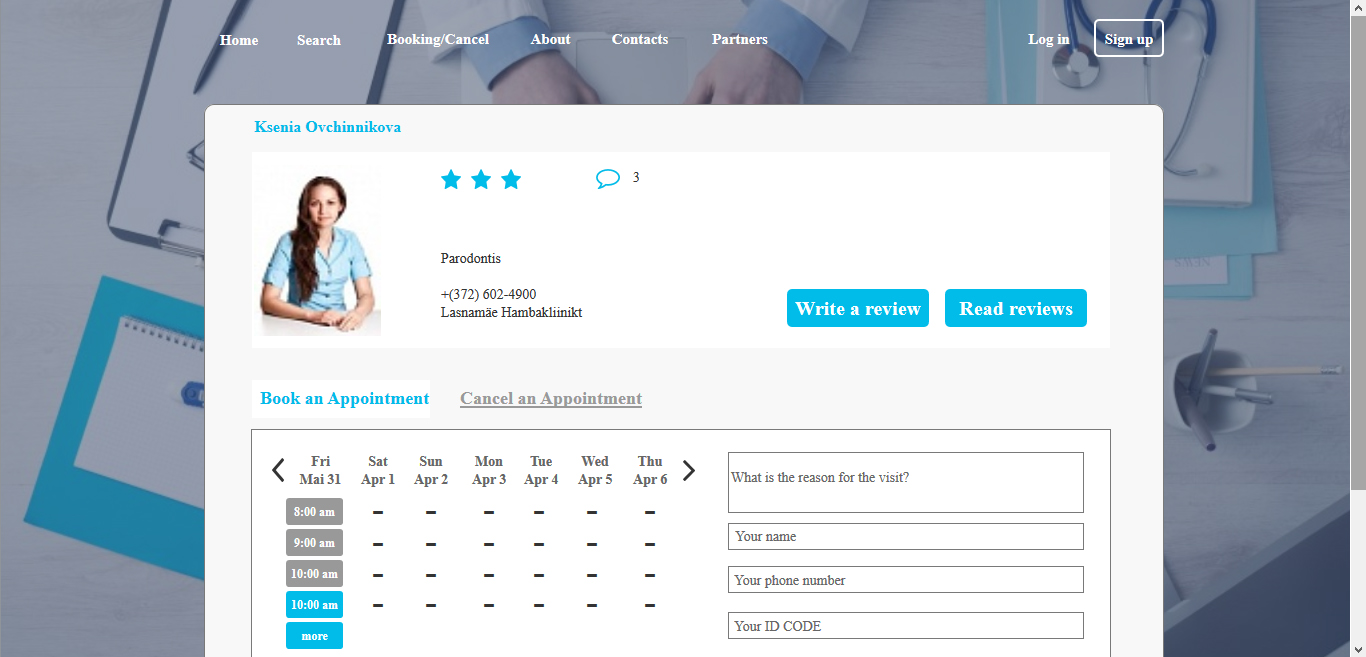 Home Search Booking/Cancel About Contacts Partners Log in Sign up
Ksenia Ovchinnikova
3
Parodontis
+(372) 602-4900
Lasnamäe Hambakliinikt
Write a review Read reviews
Book an Appointment Cancel an Appointment
Fri Sat Sun Mon Tue Wed Thu
Mai 31 Apr 1 Apr 2 Apr 3 Apr 4 Apr 5 Apr 6
8:00 am - - - - - -
9:00 am - - - - - -
10:00 am - - - - - -
10:00 am - - - - - -
more
What is the reason for the visit?
Your name
Your phone number
Your ID CODE